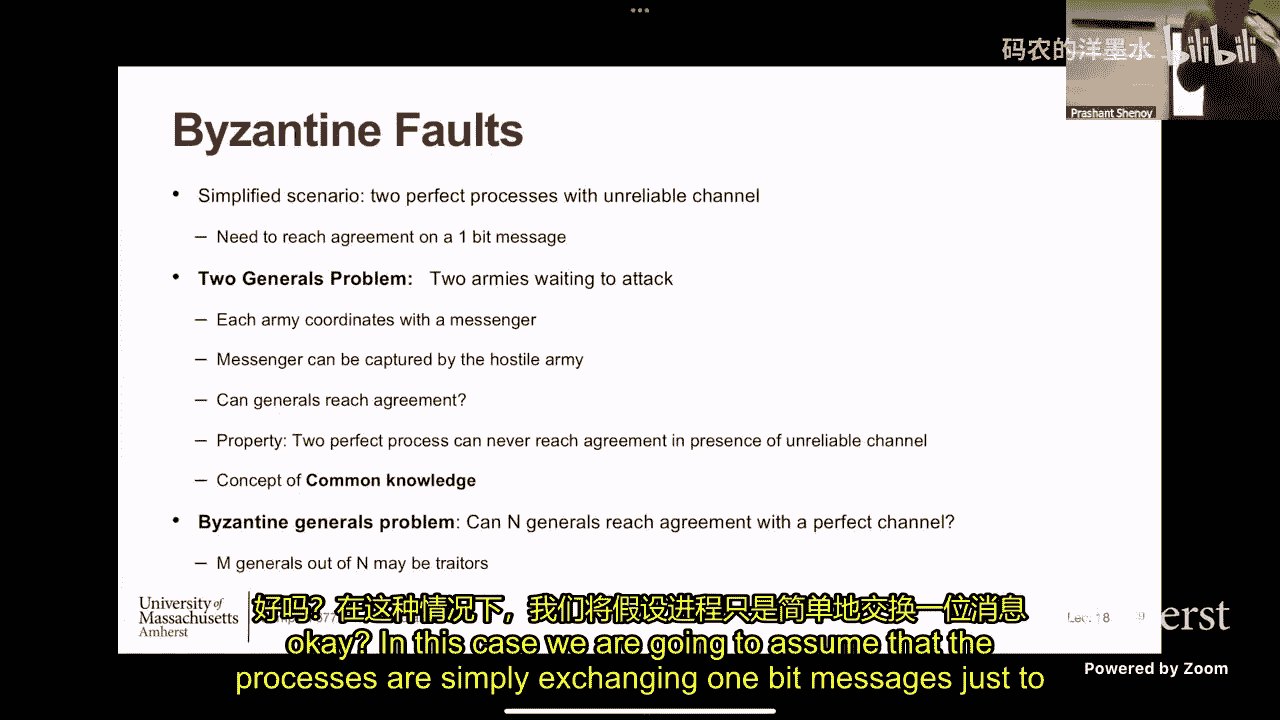 码农的洋墨水 bilibili
Prashant Shenoy
Byzantine Faults
• Simplified scenario: two perfect processes with unreliable channel
– Need to reach agreement on a 1 bit message
• Two Generals Problem: Two armies waiting to attack
– Each army coordinates with a messenger
– Messenger can be captured by the hostile army
– Can generals reach agreement?
– Property: Two perfect process can never reach agreement in presence of unreliable channel
– Concept of Common knowledge
• Byzantine generals problem: Can N generals reach agreement with a perfect channel?
– M generals out of N may be traitors
University of
Massachusetts
Amherst
Lec. 18
9
erst
好吗？在这种情况下，我们将假设进程只是简单地交换一位消息
okay? In this case we are going to assume that the
processes are simply exchanging one bit messages just to
Powered by Zoom